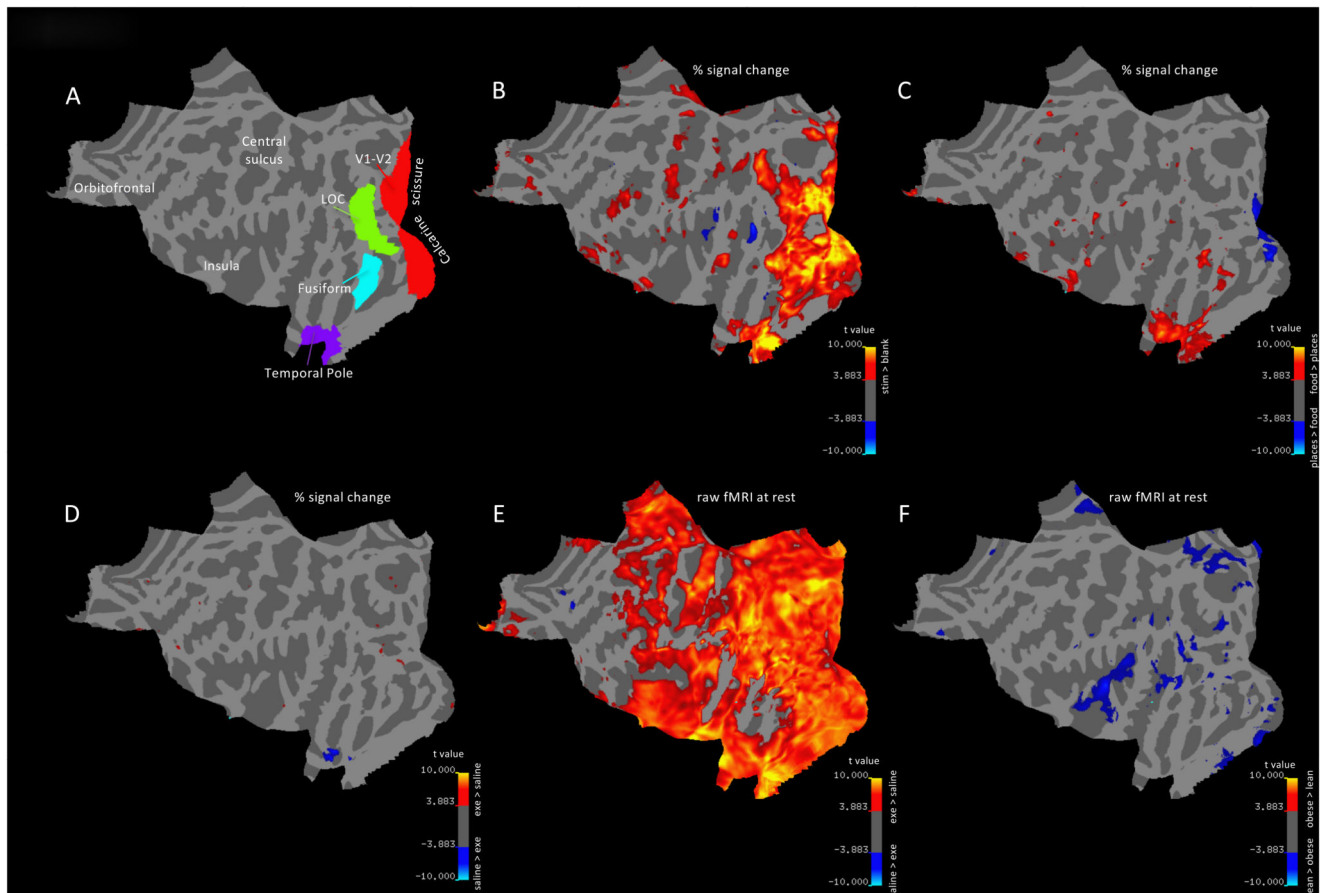 A
Central
sulcus
V1-V2
Calcarine scissure
Orbitofrontal
LOC
Insula
Fusiform
Temporal Pole
B
% signal change
t value
10.000
3.883
-3.883
-10.000
stim > blank
C
% signal change
t value
10.000
3.883
-3.883
-10.000
places > food food > places
D
% signal change
t value
10.000
3.883
-3.883
-10.000
saline > exe exe > saline
E
raw fMRI at rest
t value
10.000
3.883
-3.883
-10.000
saline > exe exe > saline
F
raw fMRI at rest
t value
10.000
3.883
-3.883
-10.000
ean > obese obese > lean